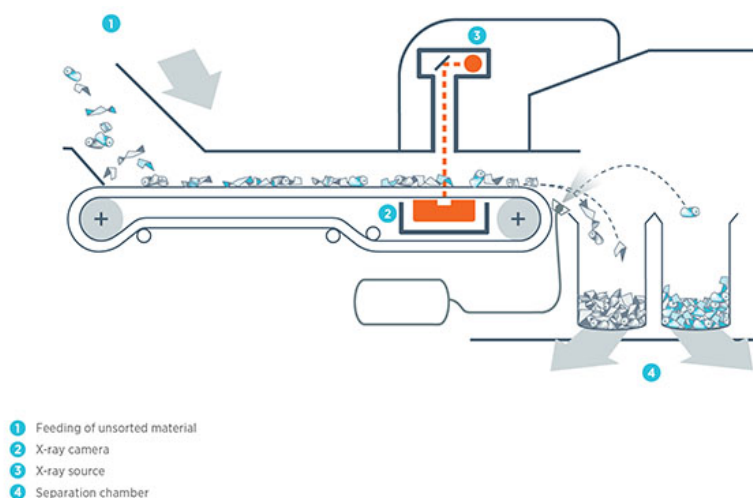 1
3
2
4
1 Feeding of unsorted material
2 X-ray camera
3 X-ray source
4 Separation chamber